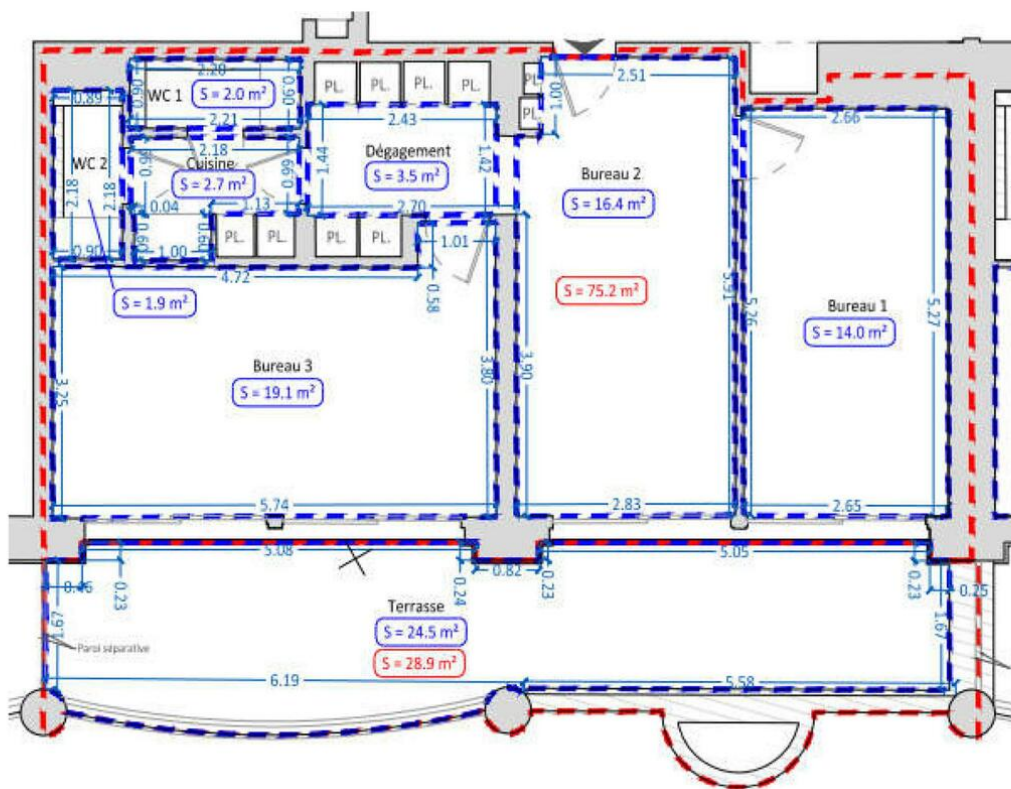 2.20
2.51
0.89
0.90
WC 1
S = 2.0 m²
0.90
PL.
PL.
PL.
PL.
PL.
PL.
1.00
2.21
2.43
2.66
2.18
WC 2
0.99
Cuisine
0.99
1.44
Dégagement
1.42
S = 2.7 m²
S = 3.5 m²
Bureau 2
S = 16.4 m²
2.18
2.18
0.04
1.13
2.70
0.60
0.60
PL.
PL.
PL.
PL.
1.01
0.90
1.00
4.72
0.58
S = 1.9 m²
S = 75.2 m²
5.91
5.26
Bureau 1
5.27
S = 14.0 m²
Bureau 3
S = 19.1 m²
3.25
3.80
3.90
5.74
2.83
2.65
5.08
5.05
0.82
0.23
0.24
0.23
0.23
0.25
Terrasse
S = 24.5 m²
S = 28.9 m²
1.67
1.67
Paroi séparative
6.19
5.58